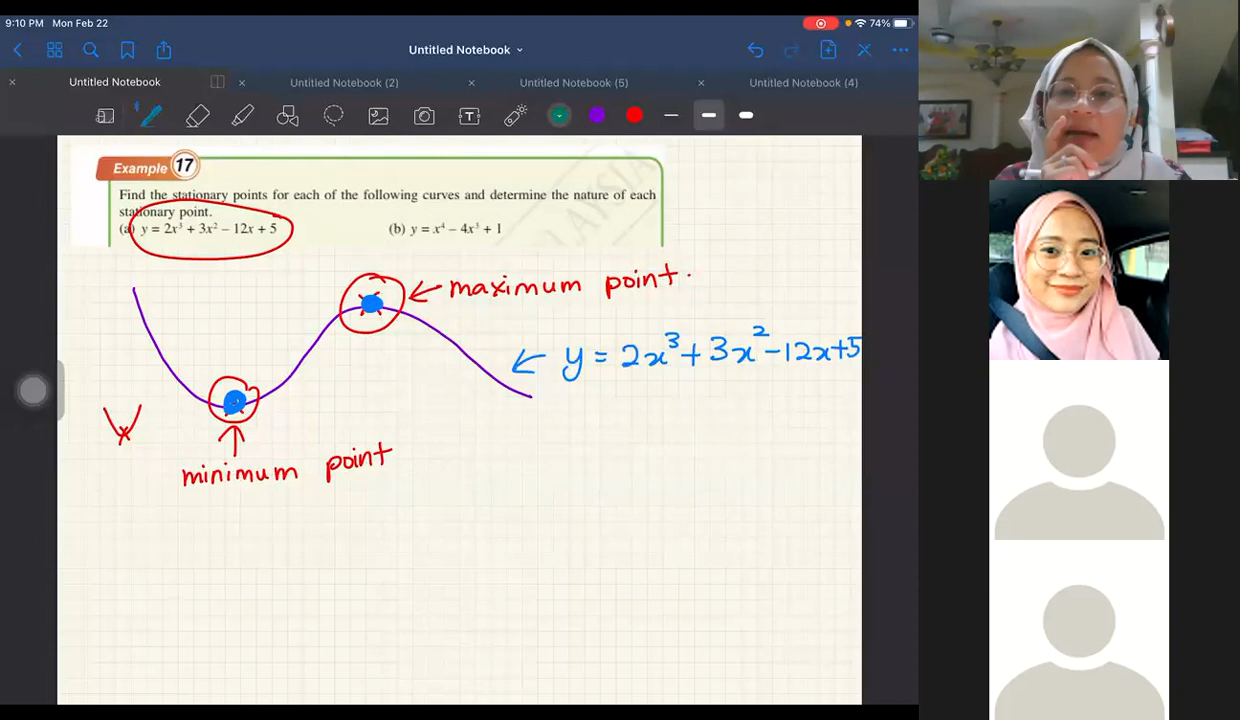 9:10 PM Mon Feb 22
74%
Untitled Notebook
Untitled Notebook
Untitled Notebook (2)
Untitled Notebook (5)
Untitled Notebook (4)
T
Example 17
Find the stationary points for each of the following curves and determine the nature of each
stationary point.
(a) y = 2x³ + 3x² – 12x + 5
(b) y = x⁴ – 4x³ + 1
maximum point.
y = 2x³ + 3x² - 12x + 5
minimum point